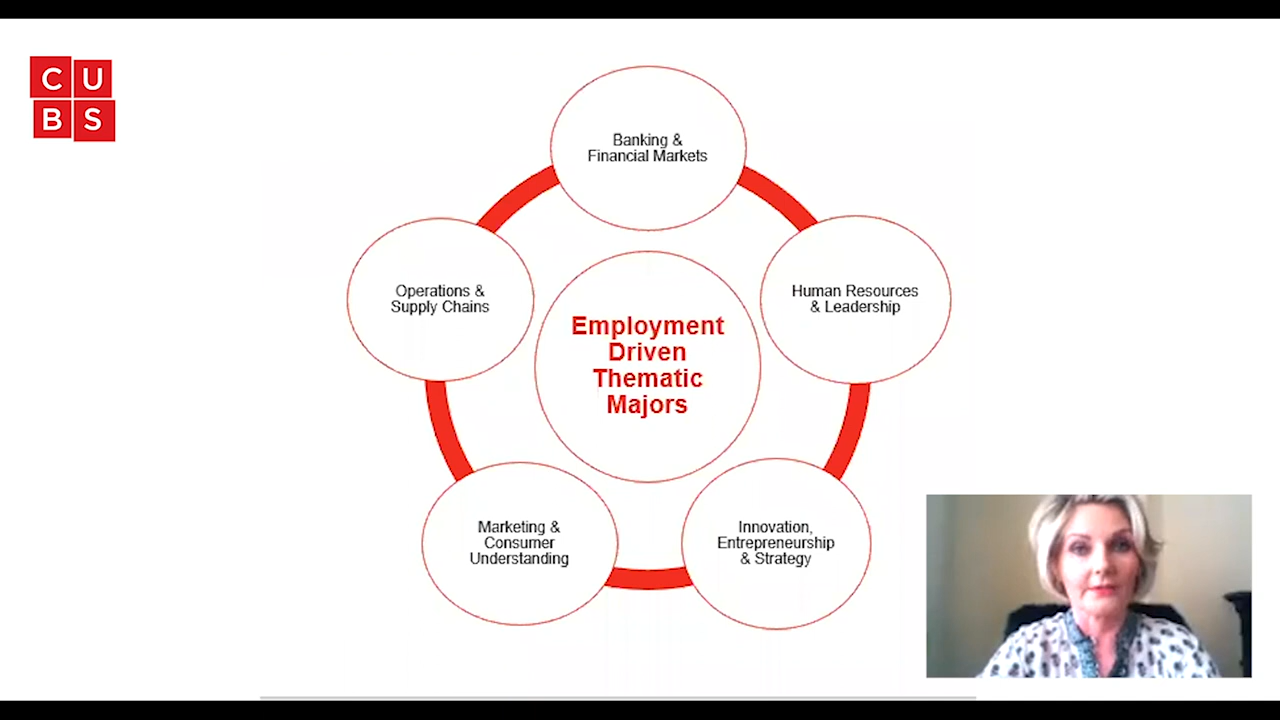 C U
B S
Banking &
Financial Markets
Operations &
Supply Chains
Human Resources
& Leadership
Employment
Driven
Thematic
Majors
Marketing &
Consumer
Understanding
Innovation,
Entrepreneurship
& Strategy